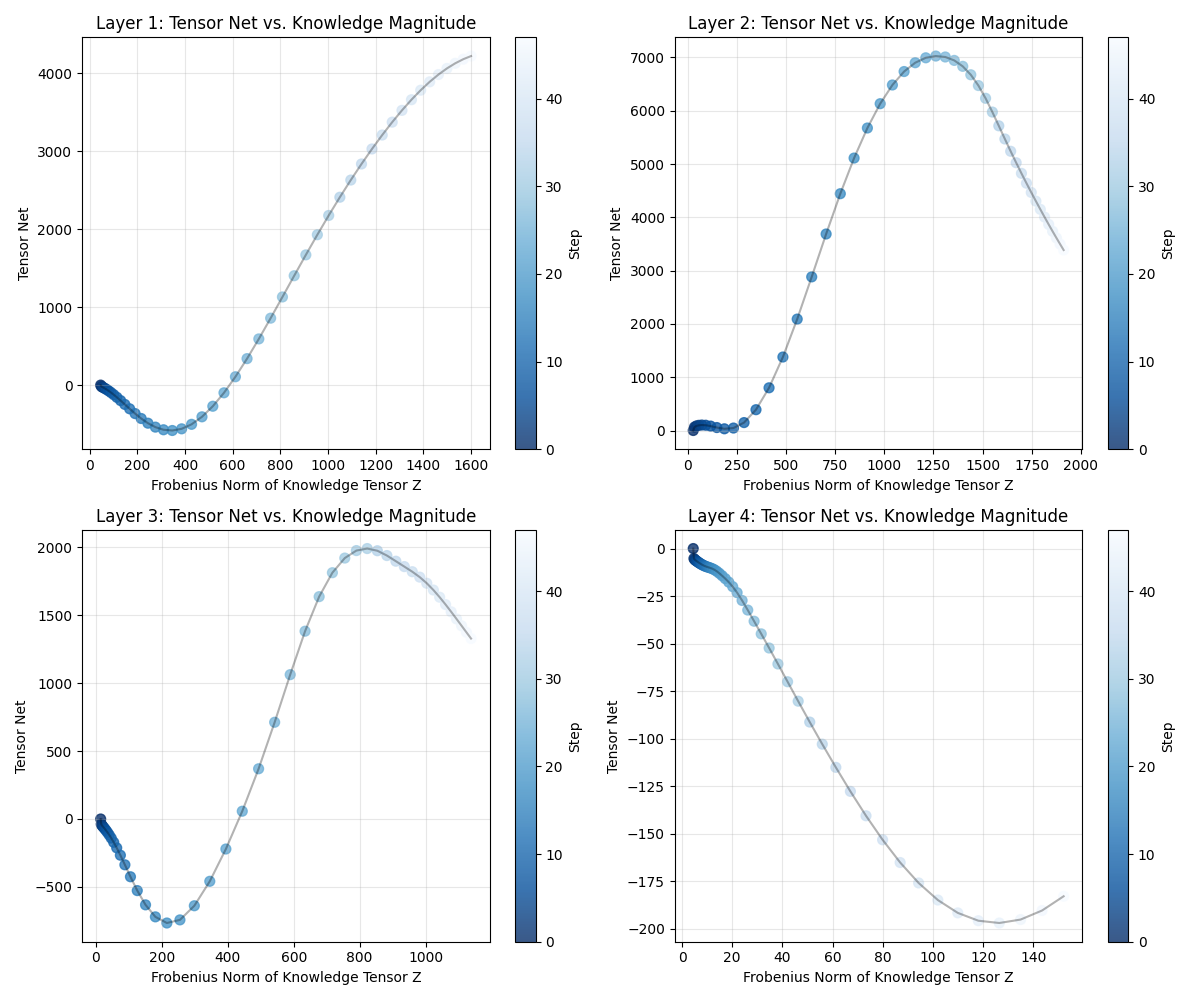 Layer 1: Tensor Net vs. Knowledge Magnitude
4000
3000
2000
1000
0
Tensor Net
0 200 400 600 800 1000 1200 1400 1600
Frobenius Norm of Knowledge Tensor Z
40
30
20
10
0
Step
Layer 2: Tensor Net vs. Knowledge Magnitude
7000
6000
5000
4000
3000
2000
1000
0
Tensor Net
0 250 500 750 1000 1250 1500 1750 2000
Frobenius Norm of Knowledge Tensor Z
40
30
20
10
0
Step
Layer 3: Tensor Net vs. Knowledge Magnitude
2000
1500
1000
500
0
−500
Tensor Net
0 200 400 600 800 1000
Frobenius Norm of Knowledge Tensor Z
40
30
20
10
0
Step
Layer 4: Tensor Net vs. Knowledge Magnitude
0
−25
−50
−75
−100
−125
−150
−175
−200
Tensor Net
0 20 40 60 80 100 120 140
Frobenius Norm of Knowledge Tensor Z
40
30
20
10
0
Step